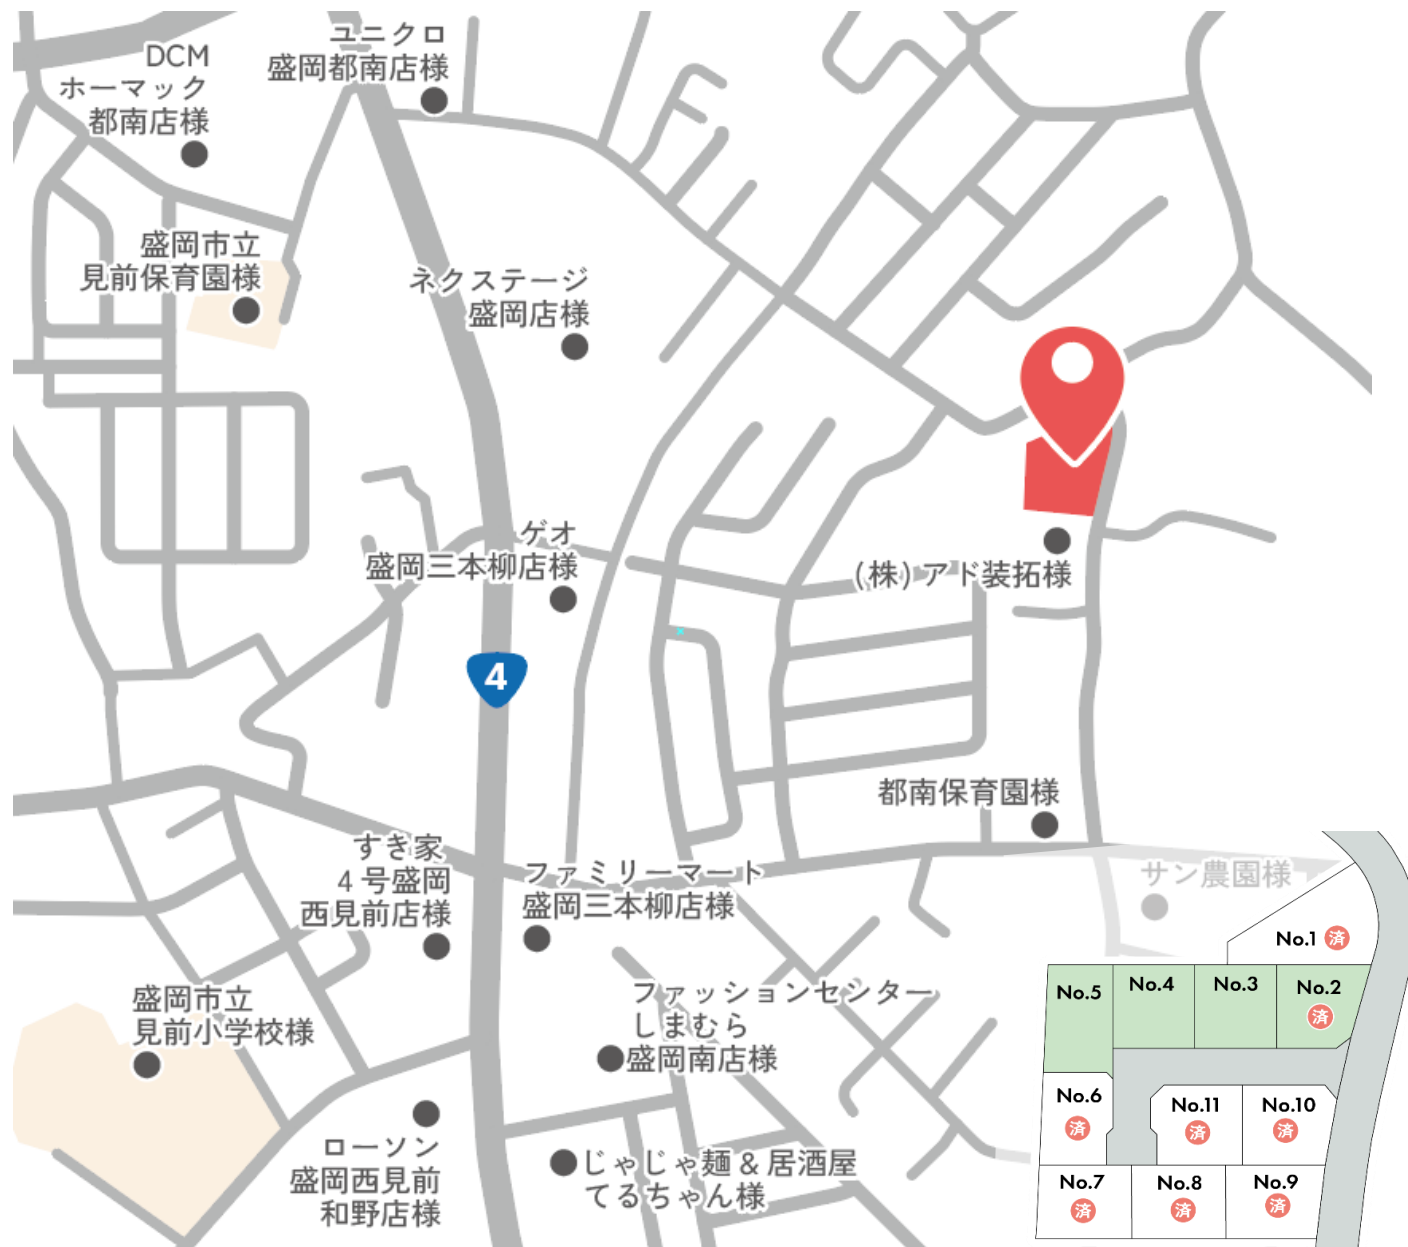 ユニクロ
盛岡都南店様
DCM
ホーマック
都南店様
盛岡市立
見前保育園様
ネクステージ
盛岡店様
ゲオ
盛岡三本柳店様
(株)アド装拓様
4
都南保育園様
すき家
4号盛岡
西見前店様
ファミリーマート
盛岡三本柳店様
サン農園様
盛岡市立
見前小学校様
ファッションセンター
しまむら
盛岡南店様
ローソン
盛岡西見前
和野店様
じゃじゃ麺&居酒屋
てるちゃん様
No.1 済
No.5
No.4
No.3
No.2
済
No.6
済
No.11
済
No.10
済
No.7
済
No.8
済
No.9
済